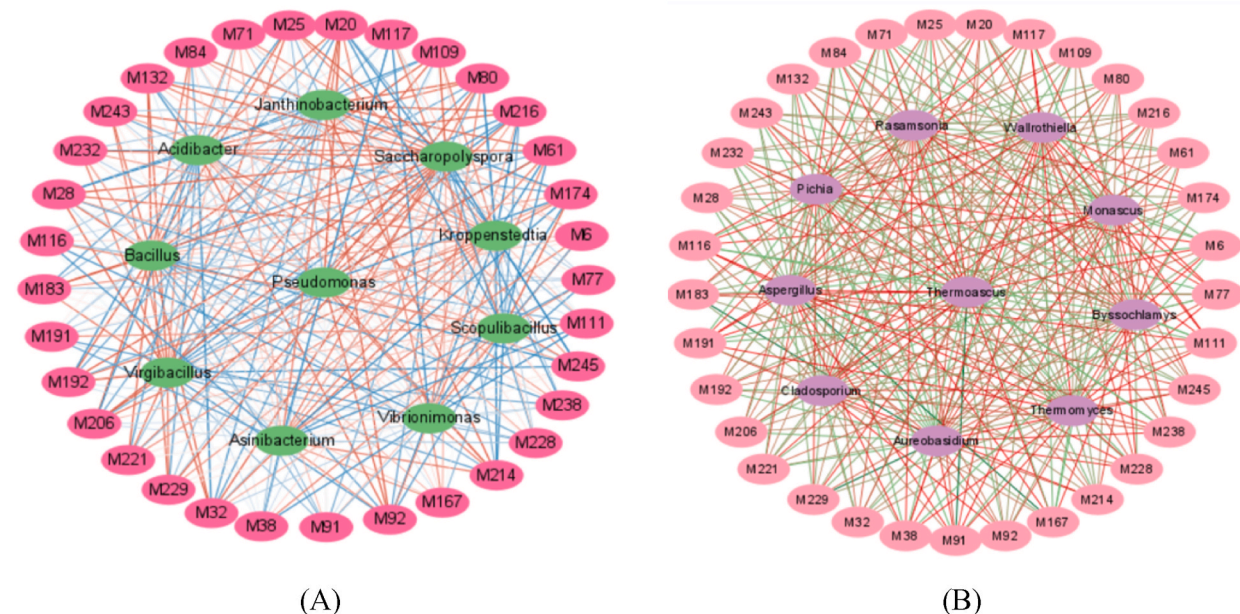 M25 M20
M71 M117
M84 M109
M132 M80
M243 M216
M232 M61
M28 M174
M116 M6
M183 M77
M191 M111
M192 M245
M206 M238
M221 M228
M229 M214
M32 M167
M38 M91 M92
Janthinobacterium
Acidibacter
Saccharopolyspora
Kroppenstedtia
Bacillus
Pseudomonas
Scopulibacillus
Virgibacillus
Vibrionimonas
Asinibacterium
(A)
M25 M20
M71 M117
M84 M109
M132 M80
M243 M216
M232 M61
M28 M174
M116 M6
M183 M77
M191 M111
M192 M245
M206 M238
M221 M228
M229 M214
M32 M167
M38 M91 M92
Rasamsonia
Wallrothiella
Pichia
Monascus
Aspergillus
Thermoascus
Byssochlamys
Cladosporium
Thermomyces
Aureobasidium
(B)